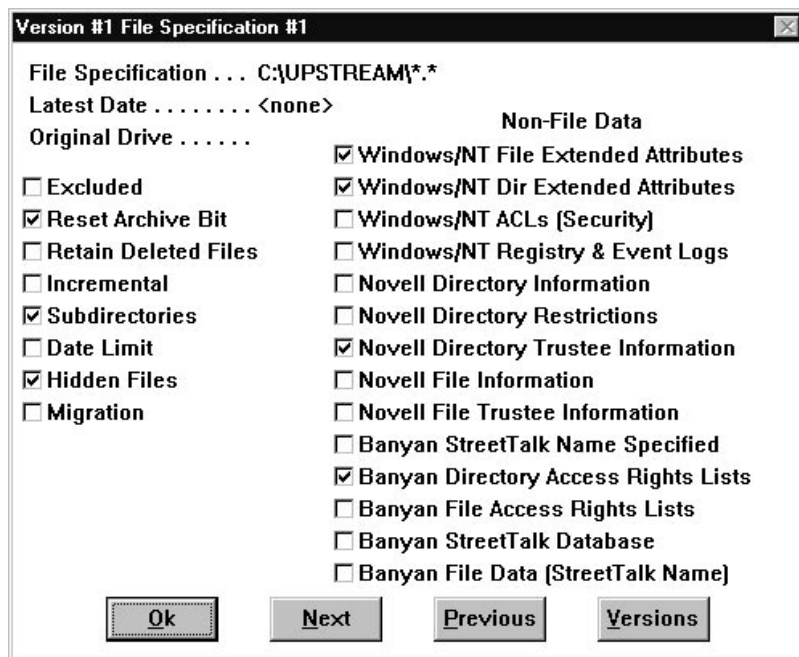 Version #1 File Specification #1
File Specification . . . C:\UPSTREAM\*.*
Latest Date . . . . . . . . <none>
Original Drive . . . . . .
Excluded
Reset Archive Bit
Retain Deleted Files
Incremental
Subdirectories
Date Limit
Hidden Files
Migration
Non-File Data
Windows/NT File Extended Attributes
Windows/NT Dir Extended Attributes
Windows/NT ACLs (Security)
Windows/NT Registry & Event Logs
Novell Directory Information
Novell Directory Restrictions
Novell Directory Trustee Information
Novell File Information
Novell File Trustee Information
Banyan StreetTalk Name Specified
Banyan Directory Access Rights Lists
Banyan File Access Rights Lists
Banyan StreetTalk Database
Banyan File Data (StreetTalk Name)
Ok
Next
Previous
Versions